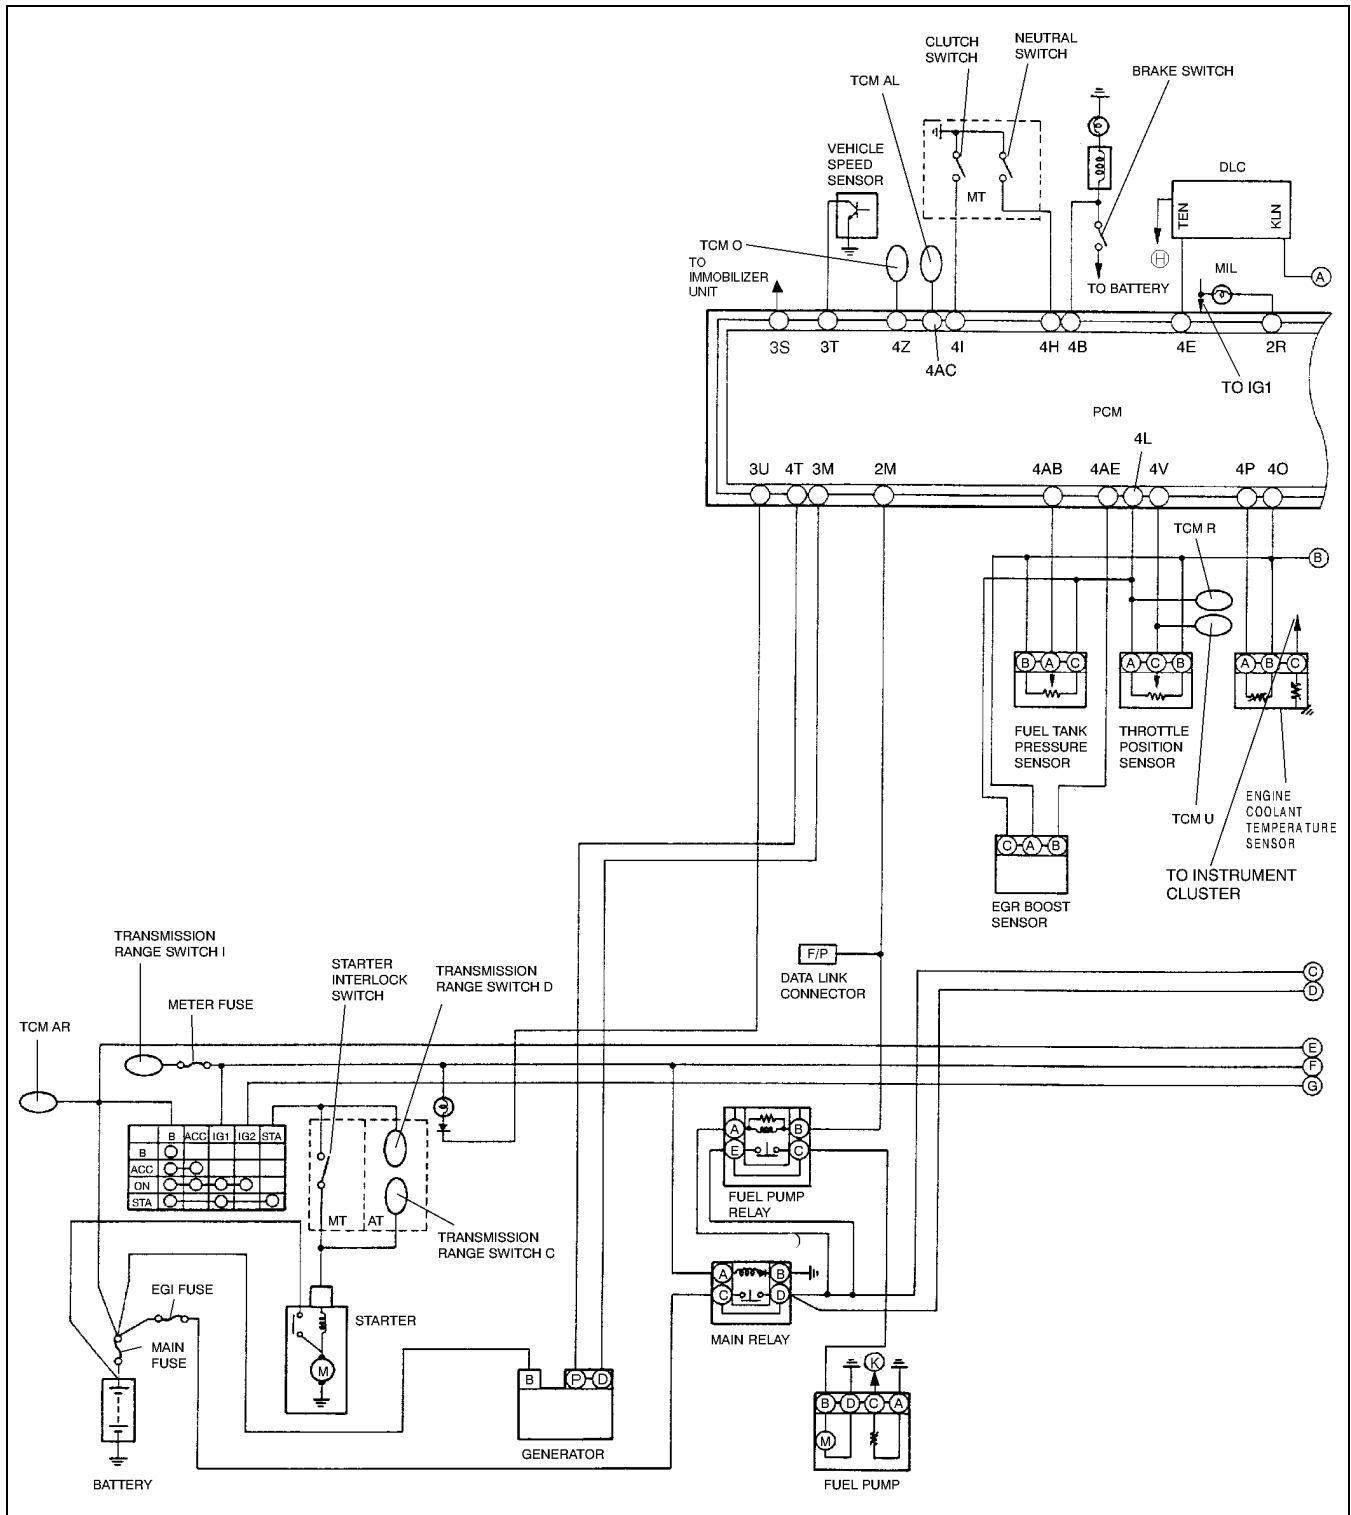 CLUTCH
SWITCH
NEUTRAL
SWITCH
BRAKE SWITCH
TCM AL
VEHICLE
SPEED
SENSOR
MT
DLC
TEN
KLN
H
A
MIL
TCM O
TO
IMMOBILIZER
UNIT
TO BATTERY
3S
3T
4Z
4AC
4I
4H
4B
4E
2R
TO IG1
PCM
3U
4T
3M
2M
4AB
4AE
4L
4V
4P
4O
TCM R
B
B A C
A C B
A B C
FUEL TANK
PRESSURE
SENSOR
THROTTLE
POSITION
SENSOR
TCM U
ENGINE
COOLANT
TEMPERATURE
SENSOR
C A B
TO INSTRUMENT
CLUSTER
EGR BOOST
SENSOR
TRANSMISSION
RANGE SWITCH I
STARTER
INTERLOCK
SWITCH
TRANSMISSION
RANGE SWITCH D
F/P
DATA LINK
CONNECTOR
C
D
METER FUSE
TCM AR
E
F
G
B ACC IG1 IG2 STA
B
ACC
ON
STA
MT
AT
A B
E C
FUEL PUMP
RELAY
TRANSMISSION
RANGE SWITCH C
A B
C D
MAIN RELAY
EGI FUSE
MAIN
FUSE
STARTER
M
B
P D
GENERATOR
K
B D C A
M
FUEL PUMP
BATTERY